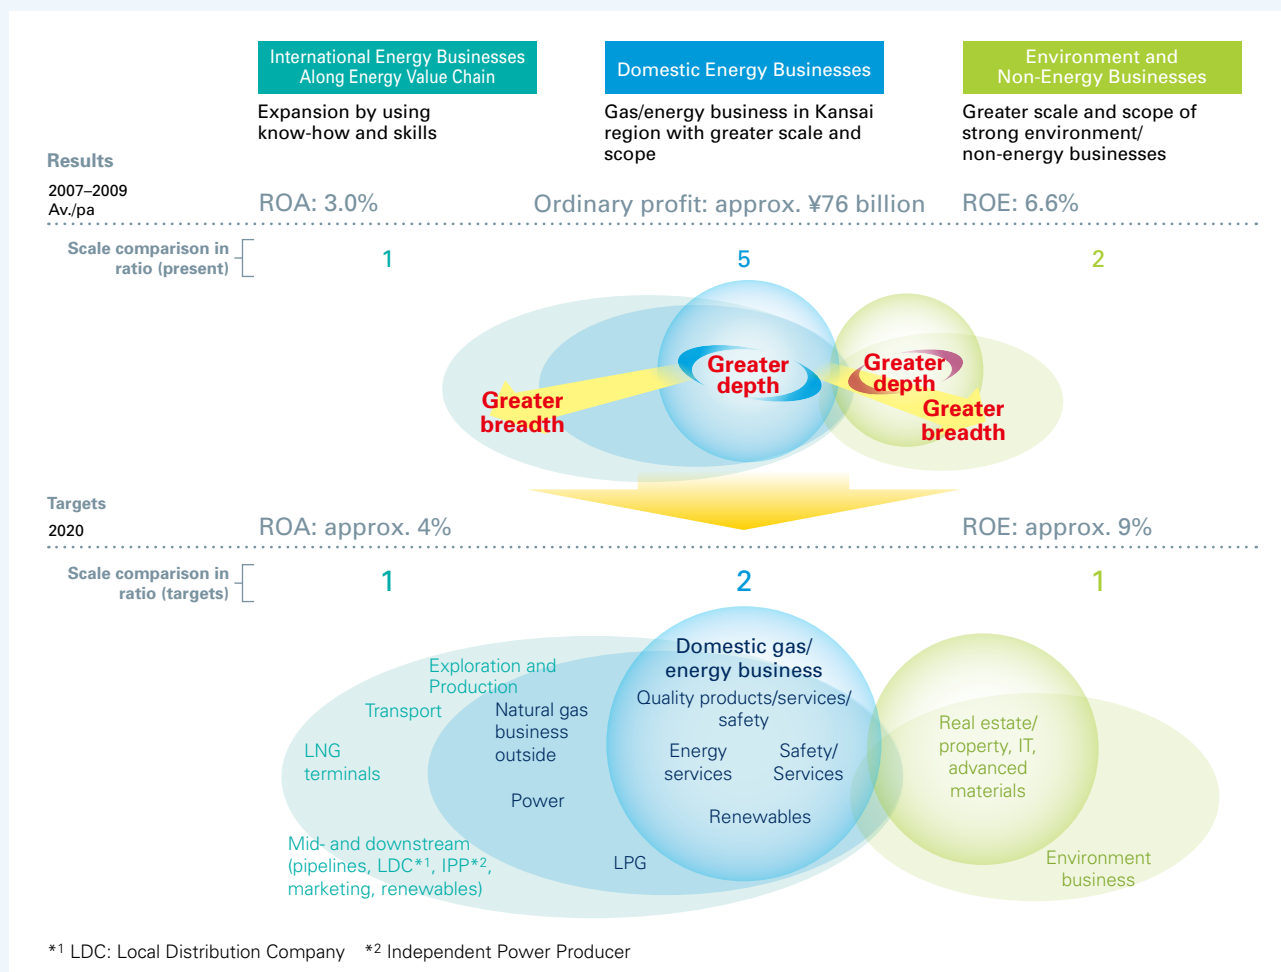 International Energy Businesses
Along Energy Value Chain
Domestic Energy Businesses
Environment and
Non-Energy Businesses
Expansion by using
know-how and skills
Gas/energy business in Kansai
region with greater scale and
scope
Greater scale and scope of
strong environment/
non-energy businesses
Results
2007–2009
Av./pa
ROA: 3.0%
Ordinary profit: approx. ¥76 billion
ROE: 6.6%
Scale comparison in
ratio (present)
1
5
2
Greater
depth
Greater
depth
Greater
breadth
Greater
breadth
Targets
2020
ROA: approx. 4%
ROE: approx. 9%
Scale comparison in
ratio (targets)
1
2
1
Domestic gas/
energy business
Quality products/services/
safety
Energy
services
Safety/
Services
Renewables
Exploration and
Production
Transport
Natural gas
business
outside
LNG
terminals
Power
Mid- and downstream
(pipelines, LDC*1, IPP*2,
marketing, renewables)
LPG
Real estate/
property, IT,
advanced
materials
Environment
business
*1 LDC: Local Distribution Company *2 Independent Power Producer